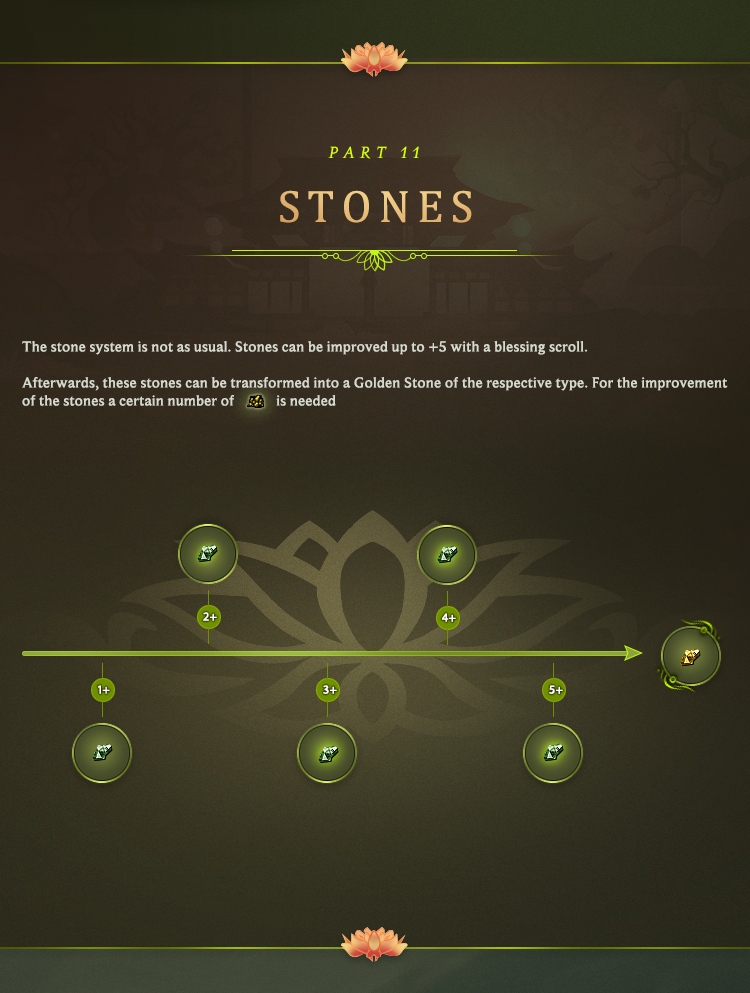 PART 11
STONES
The stone system is not as usual. Stones can be improved up to +5 with a blessing scroll.
Afterwards, these stones can be transformed into a Golden Stone of the respective type. For the improvement
of the stones a certain number of is needed
2+
4+
1+
3+
5+